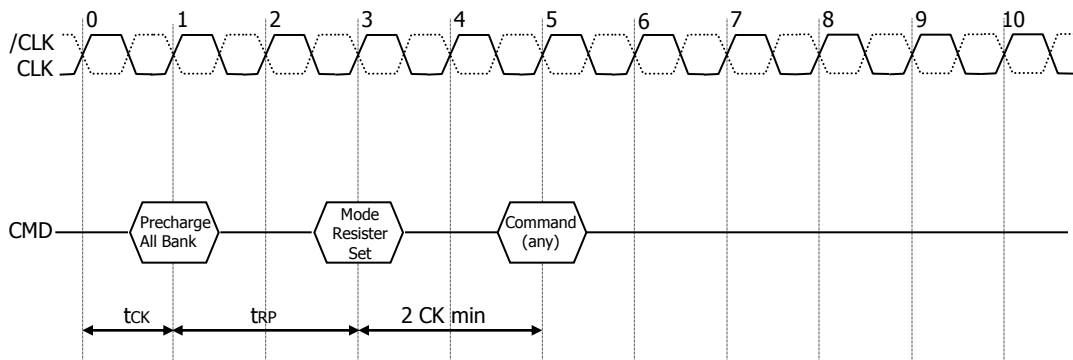 0 1 2 3 4 5 6 7 8 9 10
/CLK
CLK
CMD
Precharge
All Bank
Mode
Resister
Set
Command
(any)
tCK
tRP
2 CK min